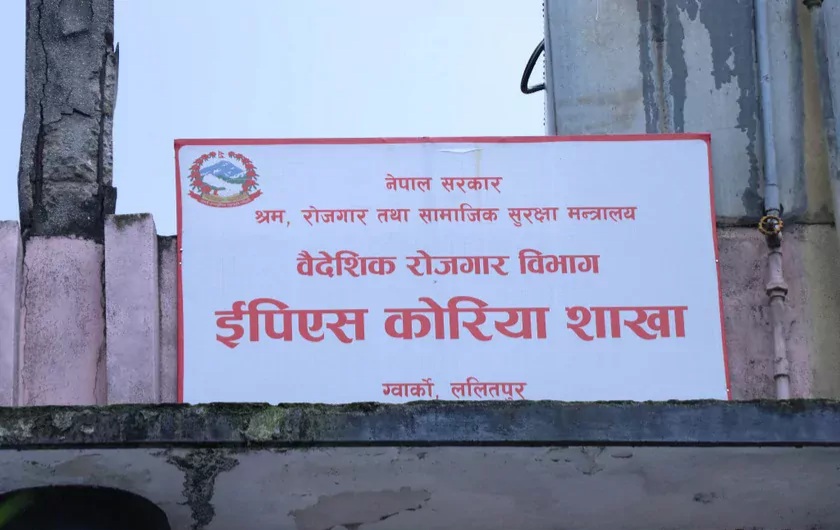 नेपाल सरकार
श्रम, रोजगार तथा सामाजिक सुरक्षा मन्त्रालय
वैदेशिक रोजगार विभाग
ईपिएस कोरिया शाखा
ग्वार्को, ललितपुर